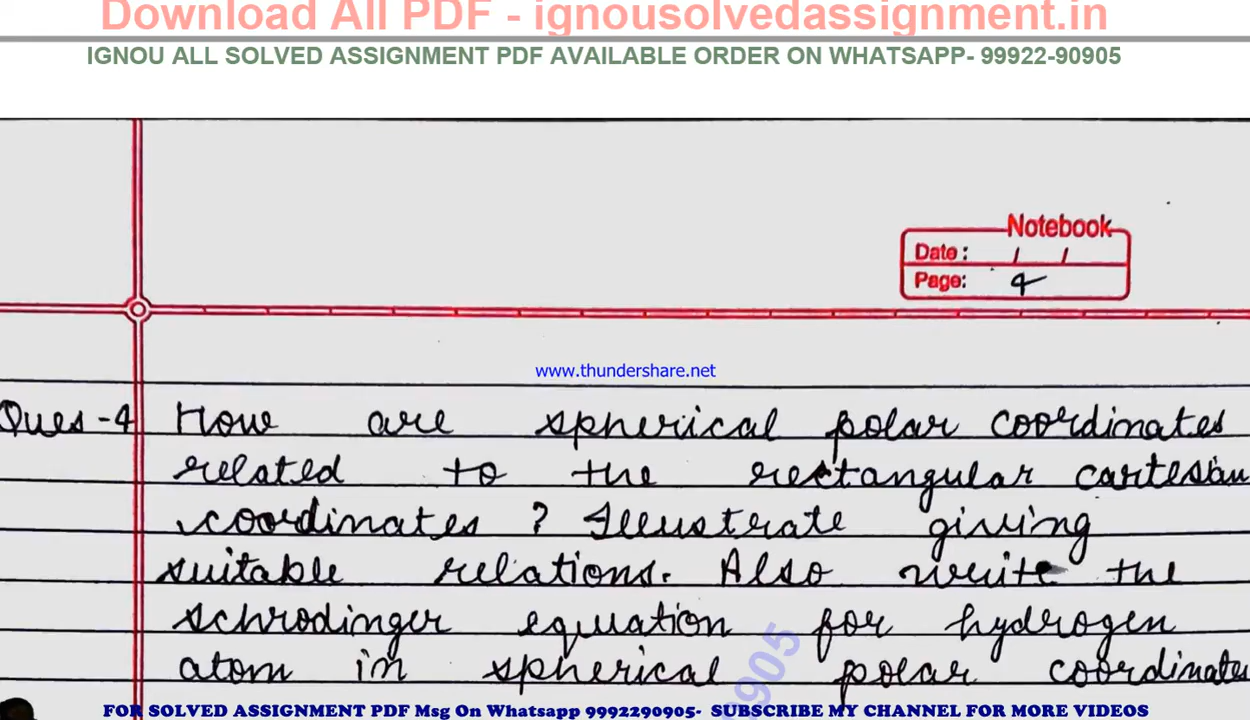 Download All PDF - ignousolvedassignment.in
IGNOU ALL SOLVED ASSIGNMENT PDF AVAILABLE ORDER ON WHATSAPP- 99922-90905
Notebook
Date: / /
Page: 4
www.thundershare.net
Ques-4 How are spherical polar coordinates
related to the rectangular cartesian
coordinates ? Illustrate giving
suitable relations. Also write the
schrodinger equation for hydrogen
atom in spherical polar coordinates
905
FOR SOLVED ASSIGNMENT PDF Msg On Whatsapp 9992290905- SUBSCRIBE MY CHANNEL FOR MORE VIDEOS